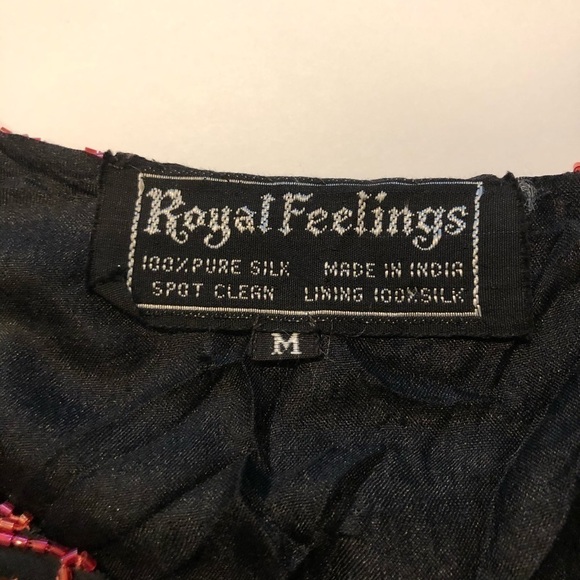 Royal Feelings
100% PURE SILK MADE IN INDIA
SPOT CLEAN LINING 100% SILK
M